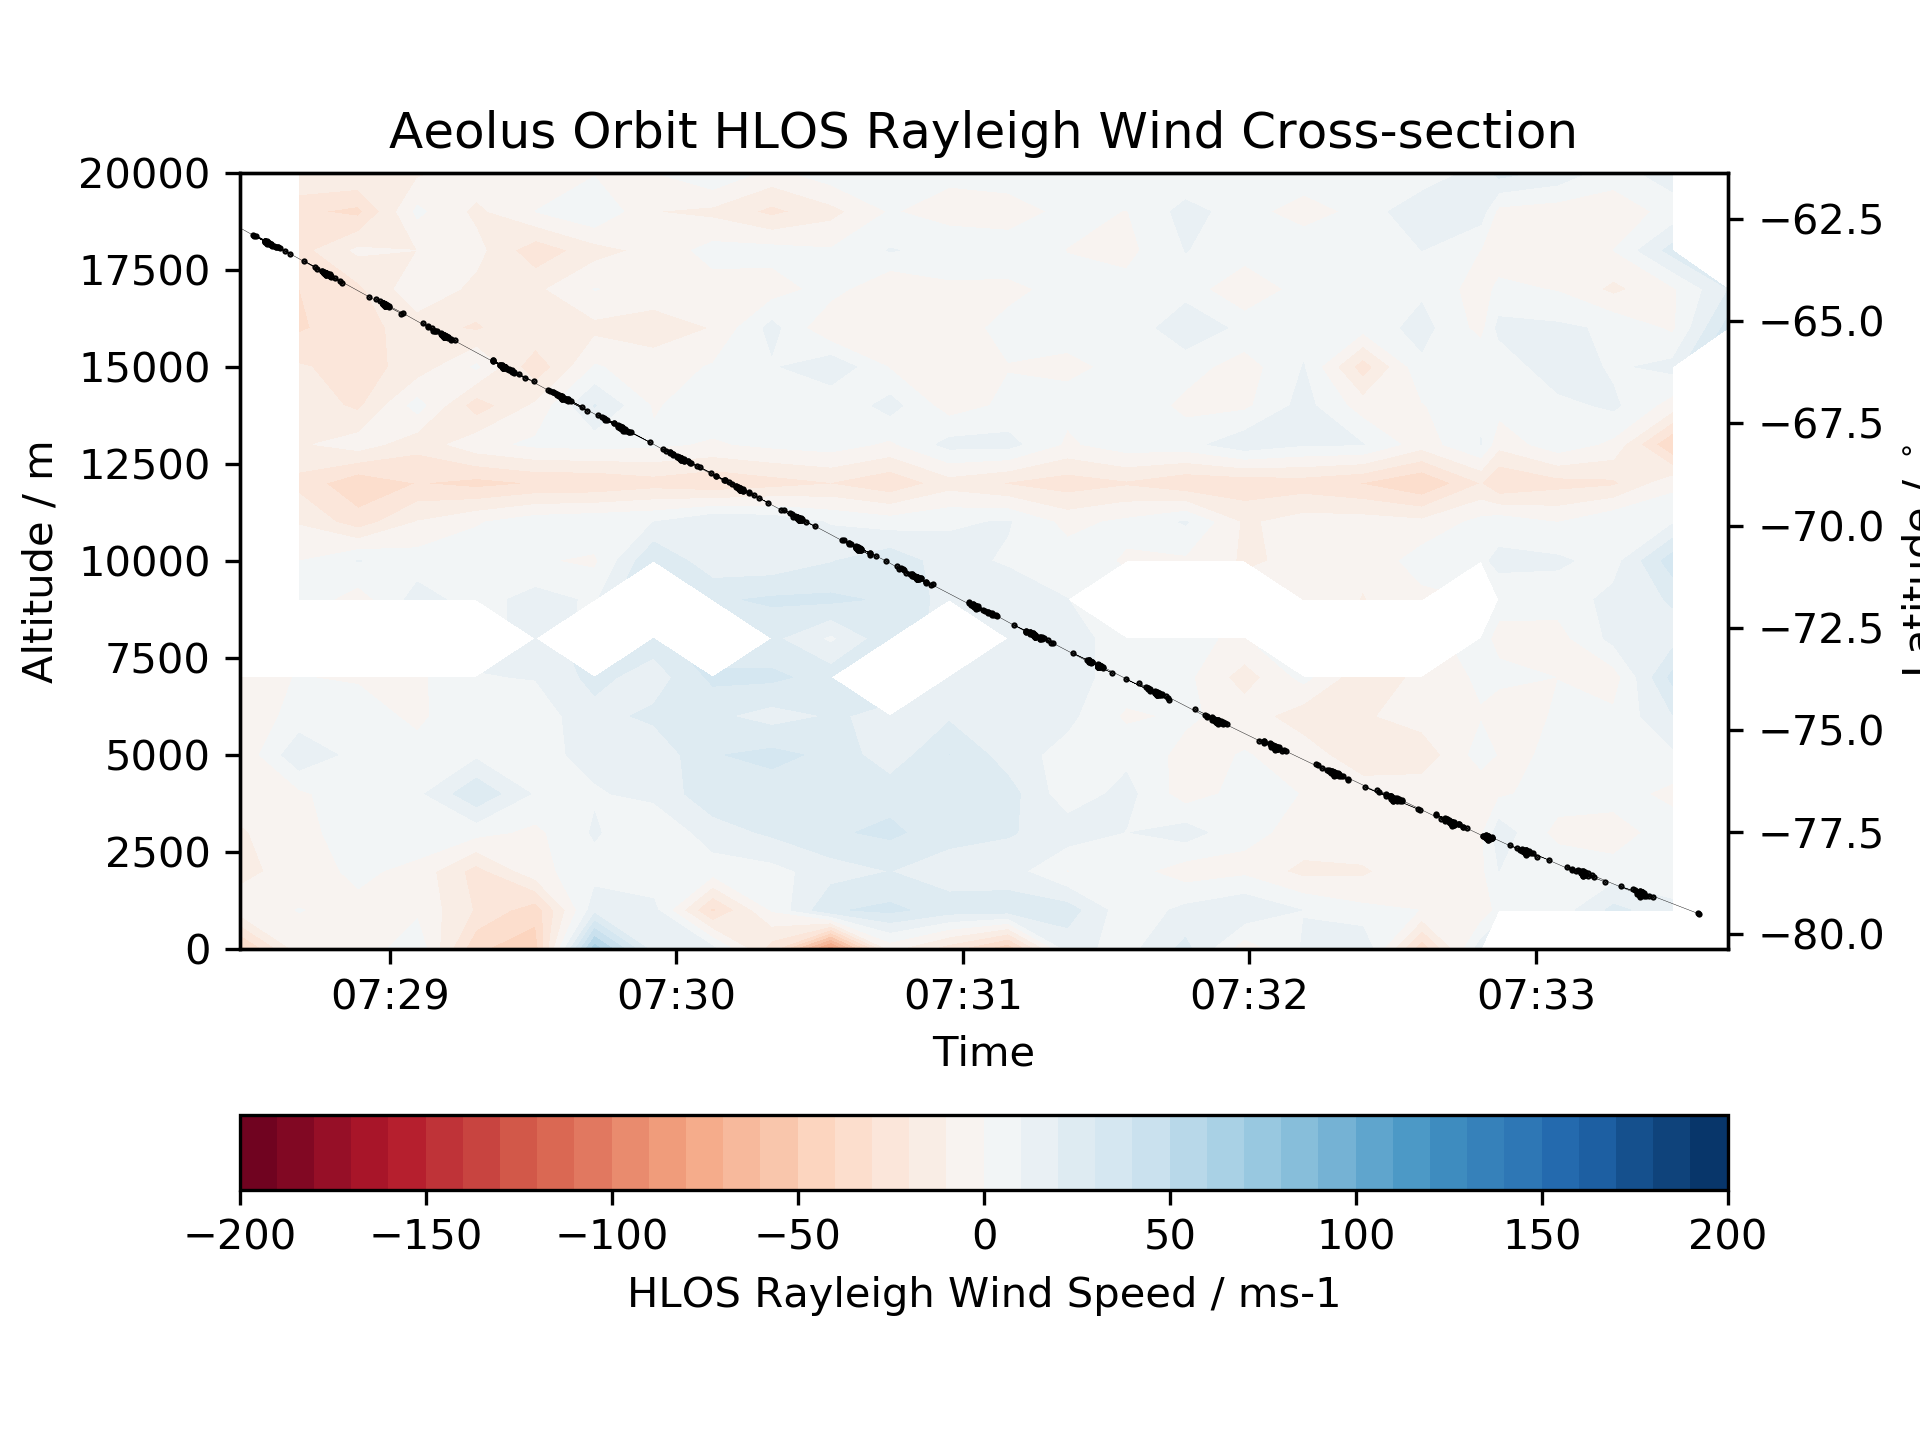 Aeolus Orbit HLOS Rayleigh Wind Cross-section
20000
17500
15000
12500
10000
7500
5000
2500
0
Altitude / m
−62.5
−65.0
−67.5
−70.0
−72.5
−75.0
−77.5
−80.0
Latitude / °
07:29 07:30 07:31 07:32 07:33
Time
−200 −150 −100 −50 0 50 100 150 200
HLOS Rayleigh Wind Speed / ms-1